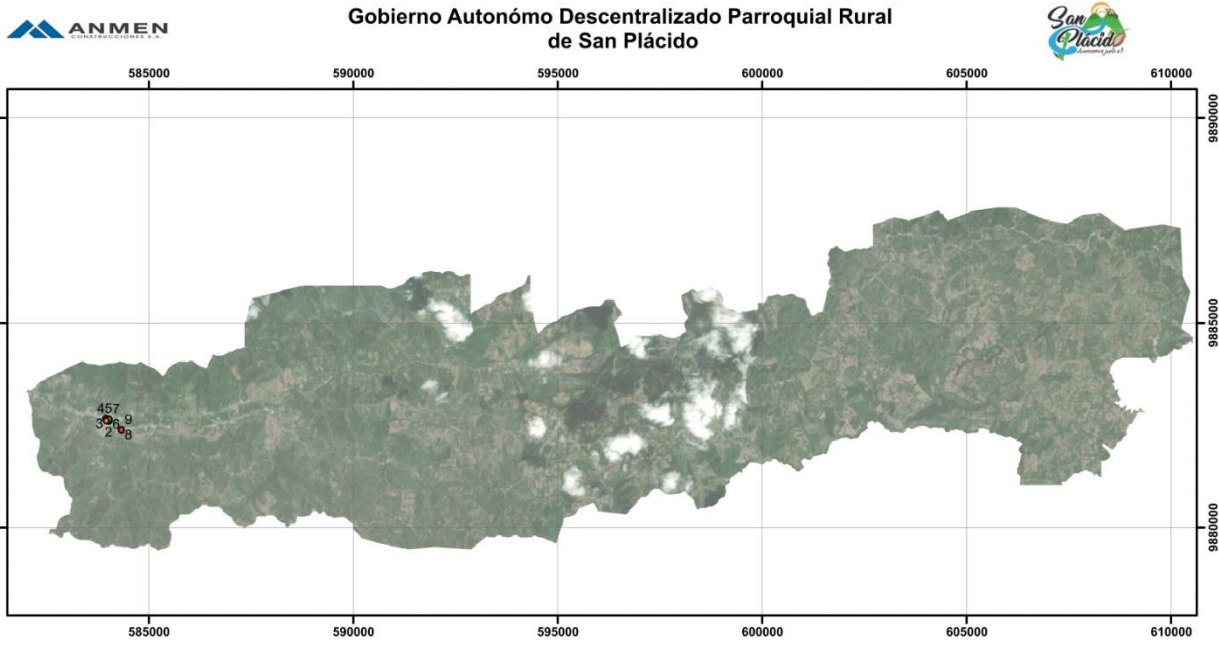 ANMEN
CONSTRUCCIONES S.A.
Gobierno Autonómo Descentralizado Parroquial Rural
de San Plácido
San
Plácido
585000 590000 595000 600000 605000 610000
9890000
9885000
457
3 6 9
2 8
9880000
585000 590000 595000 600000 605000 610000